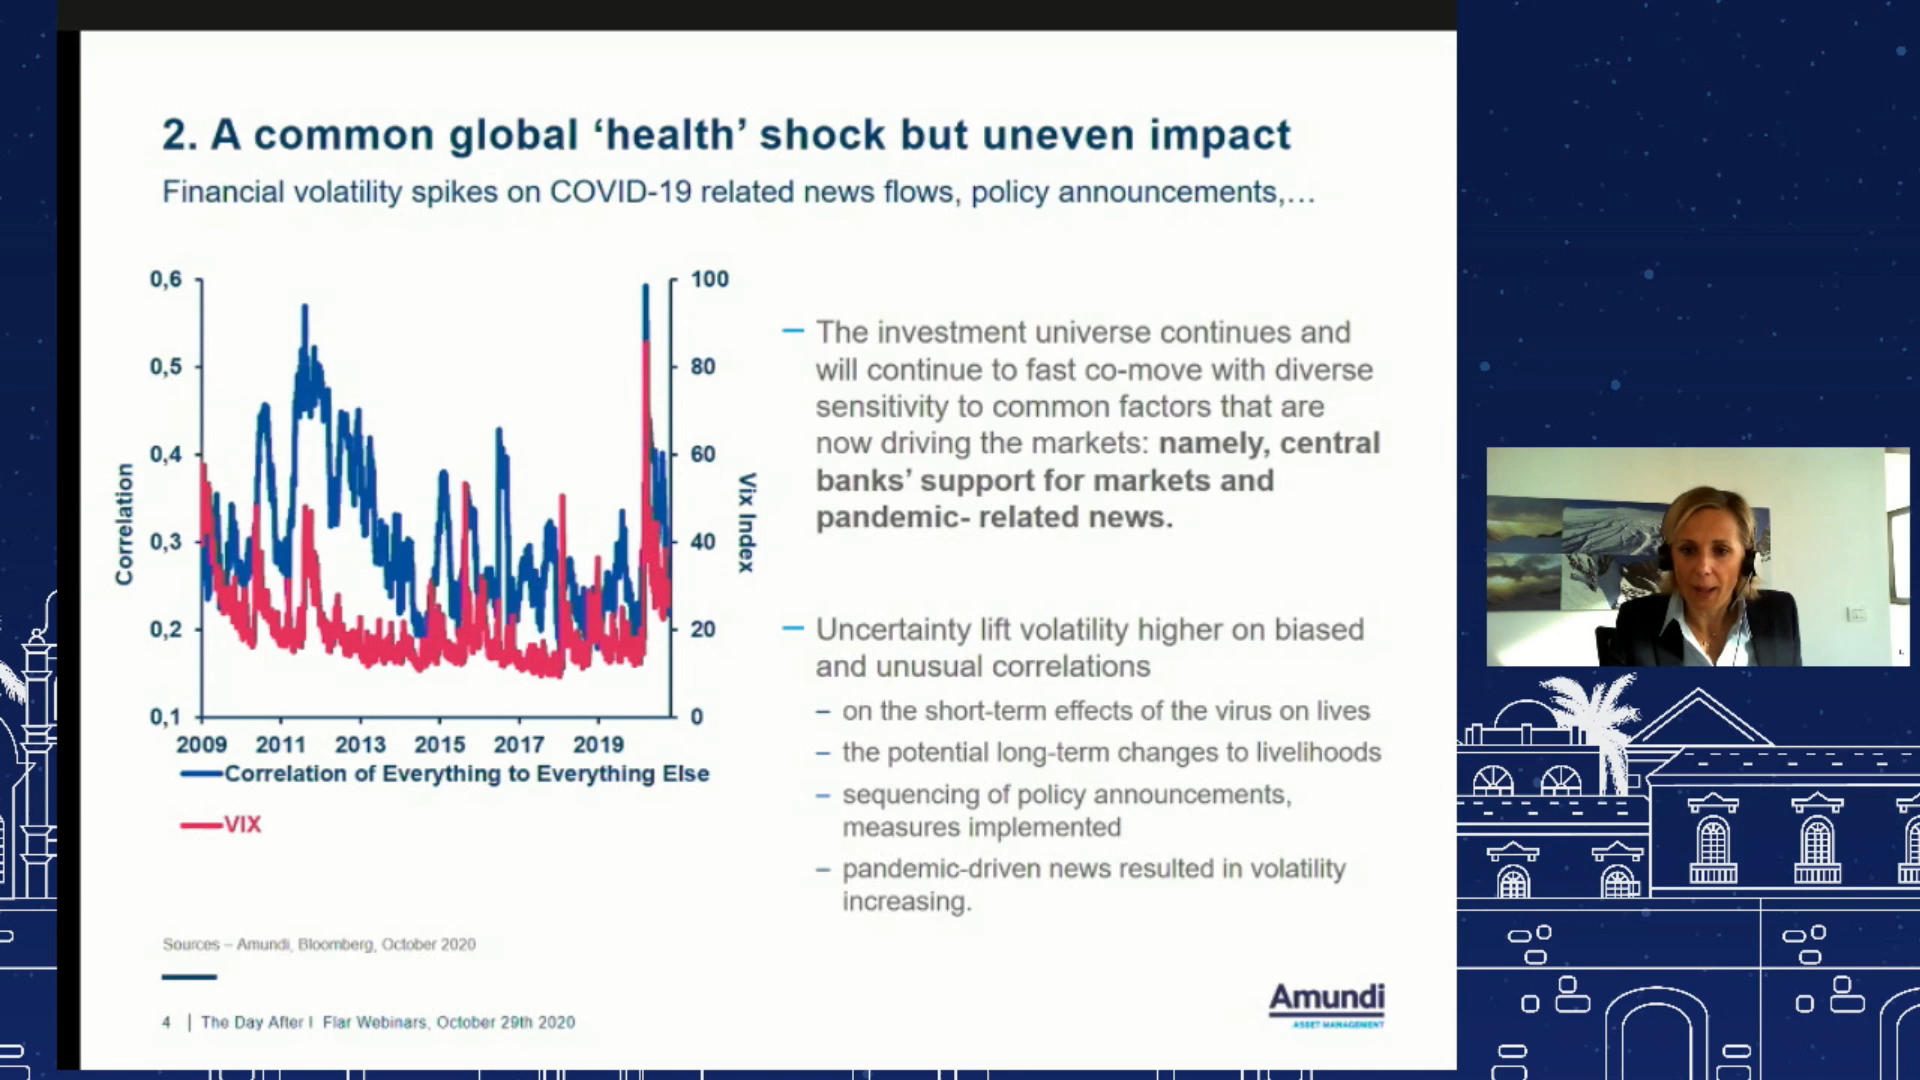 2. A common global ‘health’ shock but uneven impact
Financial volatility spikes on COVID-19 related news flows, policy announcements,…
0,6
0,5
0,4
0,3
0,2
0,1
Correlation
100
80
60
40
20
0
Vix Index
2009 2011 2013 2015 2017 2019
Correlation of Everything to Everything Else
VIX
– The investment universe continues and
will continue to fast co-move with diverse
sensitivity to common factors that are
now driving the markets: namely, central
banks’ support for markets and
pandemic- related news.
– Uncertainty lift volatility higher on biased
and unusual correlations
– on the short-term effects of the virus on lives
– the potential long-term changes to livelihoods
– sequencing of policy announcements,
measures implemented
– pandemic-driven news resulted in volatility
increasing.
Sources – Amundi, Bloomberg, October 2020
4 | The Day After I Flar Webinars, October 29th 2020
Amundi
ASSET MANAGEMENT